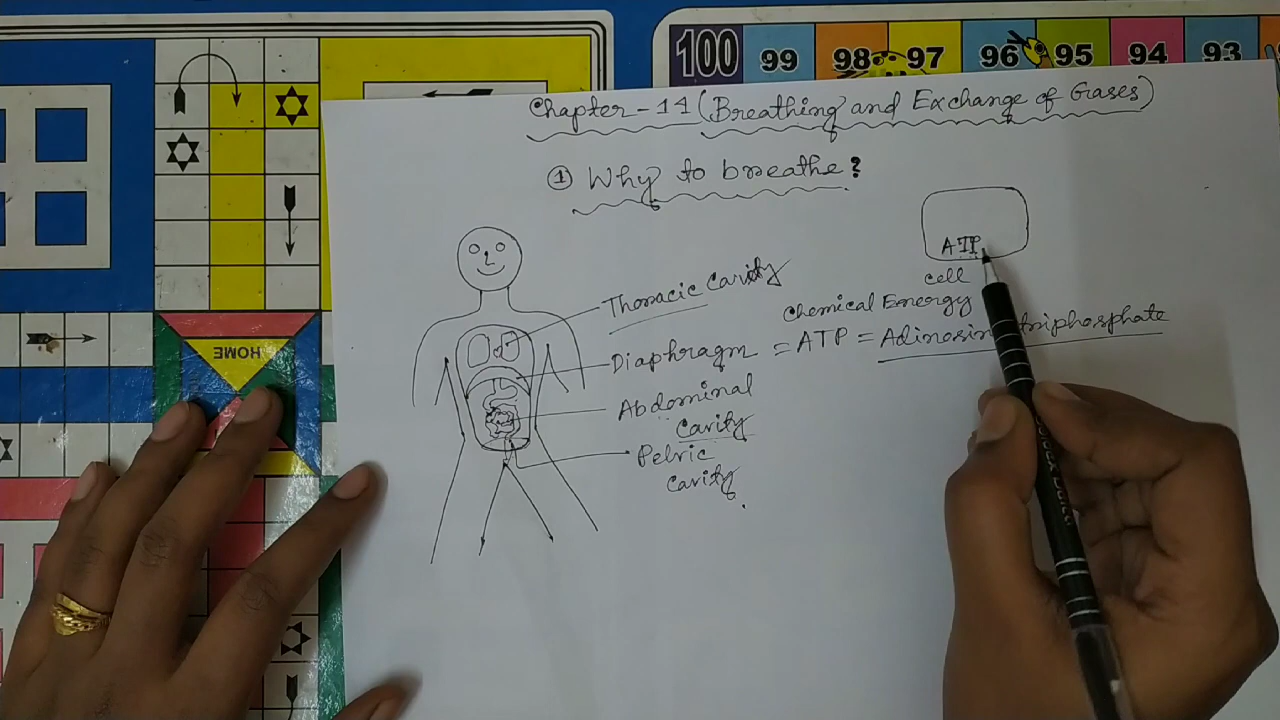 100 99 98 97 96 95 94 93
Chapter - 14 (Breathing and Exchange of Gases)
① Why to breathe?
ATP
cell
Thoracic cavity
Chemical Energy
Diaphragm = ATP = Adinosin triphosphate
Abdominal
cavity
Pelvic
cavity.
HOME